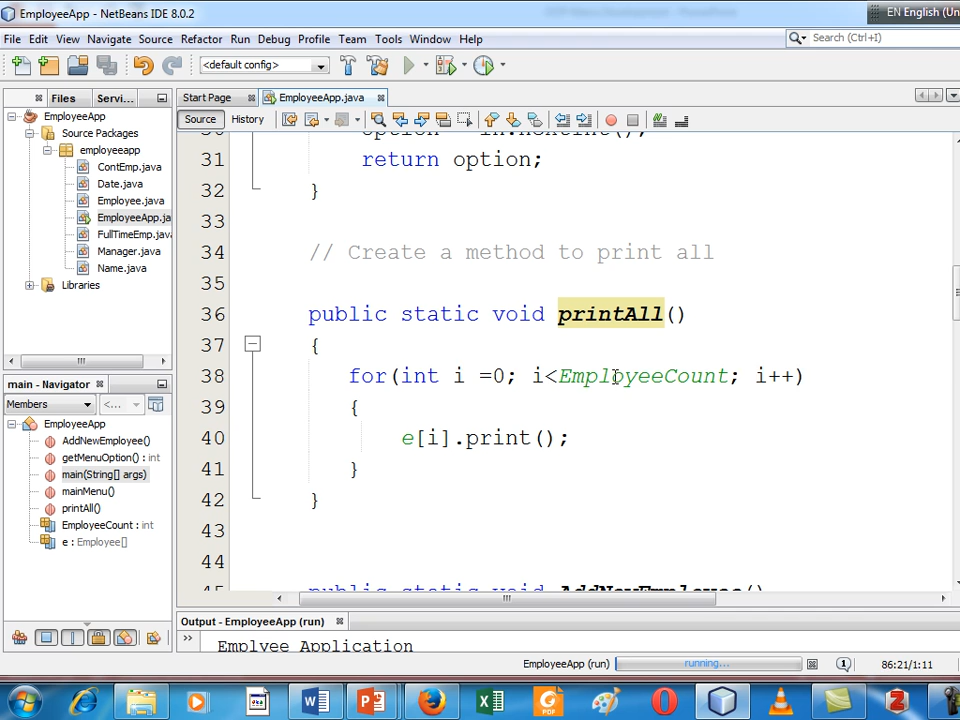 EmployeeApp - NetBeans IDE 8.0.2
EN English (Un
File Edit View Navigate Source Refactor Run Debug Profile Team Tools Window Help
Search (Ctrl+I)
<default config>
Files Servi...
Start Page EmployeeApp.java
Source History
EmployeeApp
Source Packages
employeeapp
ContEmp.java
Date.java
Employee.java
EmployeeApp.ja
FullTimeEmp.java
Manager.java
Name.java
Libraries
main - Navigator
Members <...
EmployeeApp
AddNewEmployee()
getMenuOption() : int
main(String[] args)
mainMenu()
printAll()
EmployeeCount : int
e : Employee[]
30 option = in.nextInt();
31 return option;
32 }
33
34 // Create a method to print all
35
36 public static void printAll()
37 {
38 for(int i =0; i<EmployeeCount; i++)
39 {
40 e[i].print();
41 }
42 }
43
44
45 public static void AddNewEmployee()
Output - EmployeeApp (run)
Emplyee Application
EmployeeApp (run) running... 1 86:21/1:11
PDF